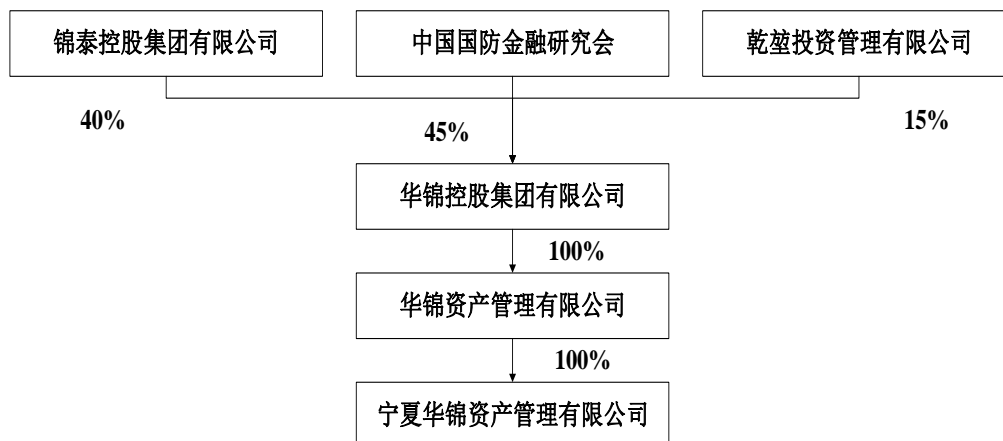 锦泰控股集团有限公司
中国国防金融研究会
乾堃投资管理有限公司
40%
45%
15%
华锦控股集团有限公司
100%
华锦资产管理有限公司
100%
宁夏华锦资产管理有限公司